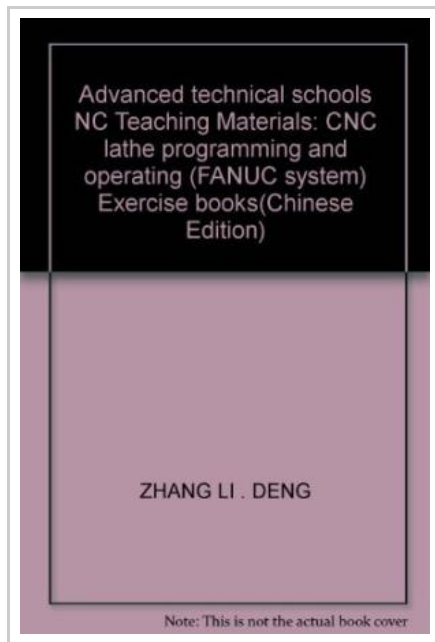 Advanced technical schools
NC Teaching Materials: CNC
lathe programming and
operating (FANUC system)
Exercise books(Chinese
Edition)
ZHANG LI . DENG
Note: This is not the actual book cover